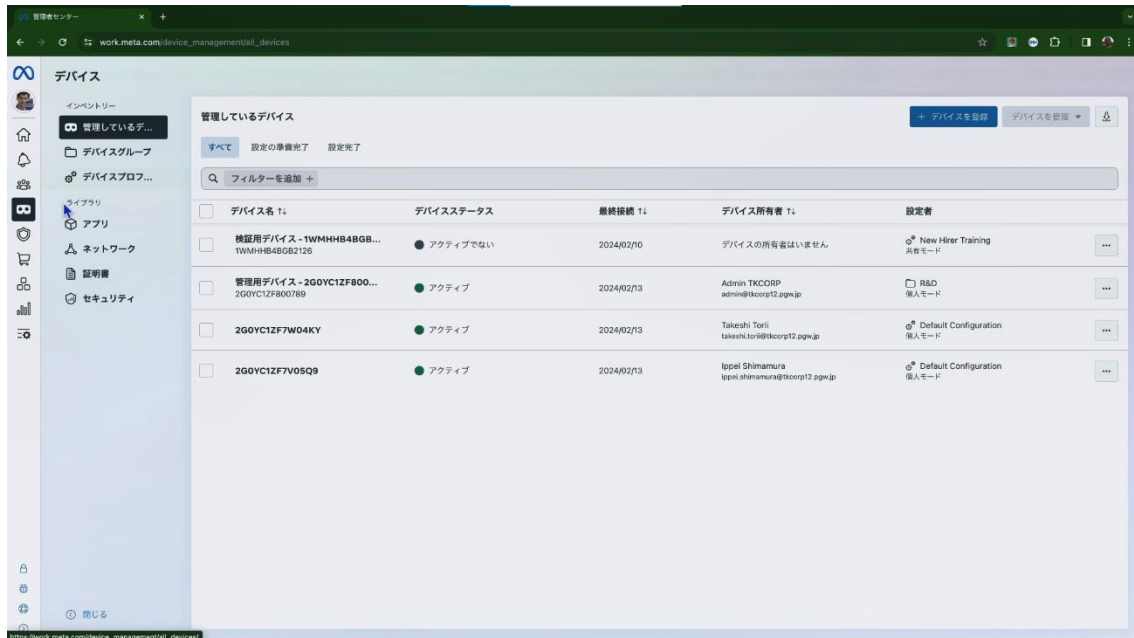 管理者センター
work.meta.com/device_management/all_devices
デバイス
インベントリー
管理しているデ...
デバイスグループ
デバイスプロフ...
ライブラリ
アプリ
ネットワーク
証明書
セキュリティ
閉じる
管理しているデバイス
+ デバイスを登録
デバイスを管理
すべて 設定の準備完了 設定完了
フィルターを追加 +
デバイス名 ↑↓ デバイスステータス 最終接続 ↑↓ デバイス所有者 ↑↓ 設定者
検証用デバイス - 1WMHHB4BGB... アクティブでない 2024/02/10 デバイスの所有者はいません New Hirer Training
1WMHHB4BGB2126 共有モード
管理用デバイス - 2G0YC1ZF800... アクティブ 2024/02/13 Admin TKCORP R&D
2G0YC1ZF800789 admin@tkcorp12.pgw.jp 個人モード
2G0YC1ZF7W04KY アクティブ 2024/02/13 Takeshi Torii Default Configuration
takeshi.torii@tkcorp12.pgw.jp 個人モード
2G0YC1ZF7V05Q9 アクティブ 2024/02/13 Ippei Shimamura Default Configuration
ippei.shimamura@tkcorp12.pgw.jp 個人モード
https://work.meta.com/device_management/all_devices/